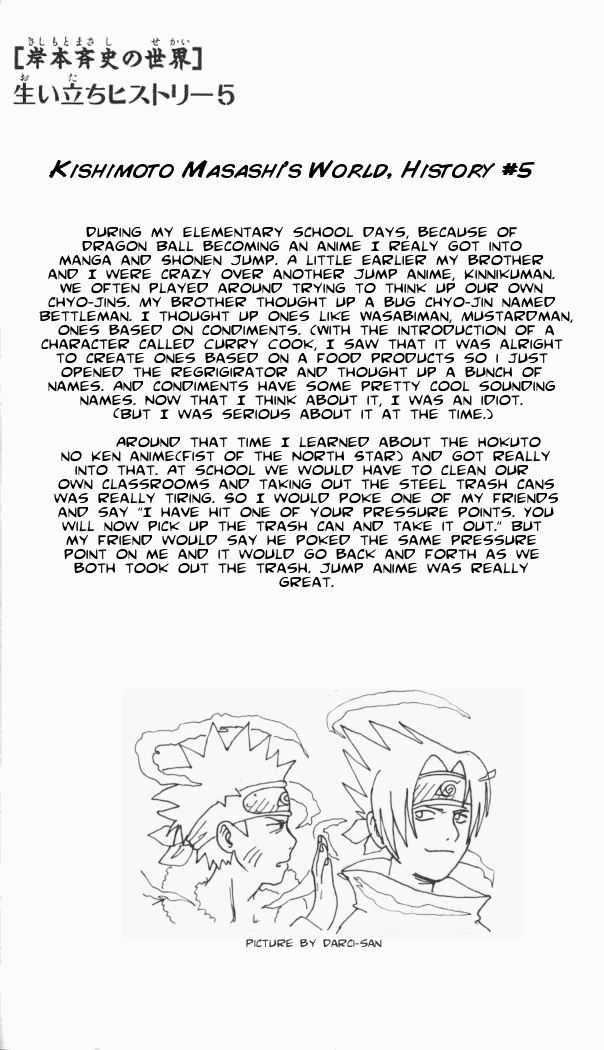 きしもとまさし せかい
[岸本斉史の世界]
お た
生い立ちヒストリー5
KISHIMOTO MASASHI'S WORLD, HISTORY #5
DURING MY ELEMENTARY SCHOOL DAYS, BECAUSE OF
DRAGON BALL BECOMING AN ANIME I REALY GOT INTO
MANGA AND SHONEN JUMP. A LITTLE EARLIER MY BROTHER
AND I WERE CRAZY OVER ANOTHER JUMP ANIME, KINNIKUMAN.
WE OFTEN PLAYED AROUND TRYING TO THINK UP OUR OWN
CHYO-JINS. MY BROTHER THOUGHT UP A BUG CHYO-JIN NAMED
BETTLEMAN. I THOUGHT UP ONES LIKE WASABIMAN, MUSTARDMAN,
ONES BASED ON CONDIMENTS. (WITH THE INTRODUCTION OF A
CHARACTER CALLED CURRY COOK, I SAW THAT IT WAS ALRIGHT
TO CREATE ONES BASED ON A FOOD PRODUCTS SO I JUST
OPENED THE REGRIGIRATOR AND THOUGHT UP A BUNCH OF
NAMES. AND CONDIMENTS HAVE SOME PRETTY COOL SOUNDING
NAMES. NOW THAT I THINK ABOUT IT, I WAS AN IDIOT.
(BUT I WAS SERIOUS ABOUT IT AT THE TIME.)
AROUND THAT TIME I LEARNED ABOUT THE HOKUTO
NO KEN ANIME(FIST OF THE NORTH STAR) AND GOT REALLY
INTO THAT. AT SCHOOL WE WOULD HAVE TO CLEAN OUR
OWN CLASSROOMS AND TAKING OUT THE STEEL TRASH CANS
WAS REALLY TIRING. SO I WOULD POKE ONE OF MY FRIENDS
AND SAY "I HAVE HIT ONE OF YOUR PRESSURE POINTS. YOU
WILL NOW PICK UP THE TRASH CAN AND TAKE IT OUT." BUT
MY FRIEND WOULD SAY HE POKED THE SAME PRESSURE
POINT ON ME AND IT WOULD GO BACK AND FORTH AS WE
BOTH TOOK OUT THE TRASH. JUMP ANIME WAS REALLY
GREAT.
PICTURE BY DARCI-SAN